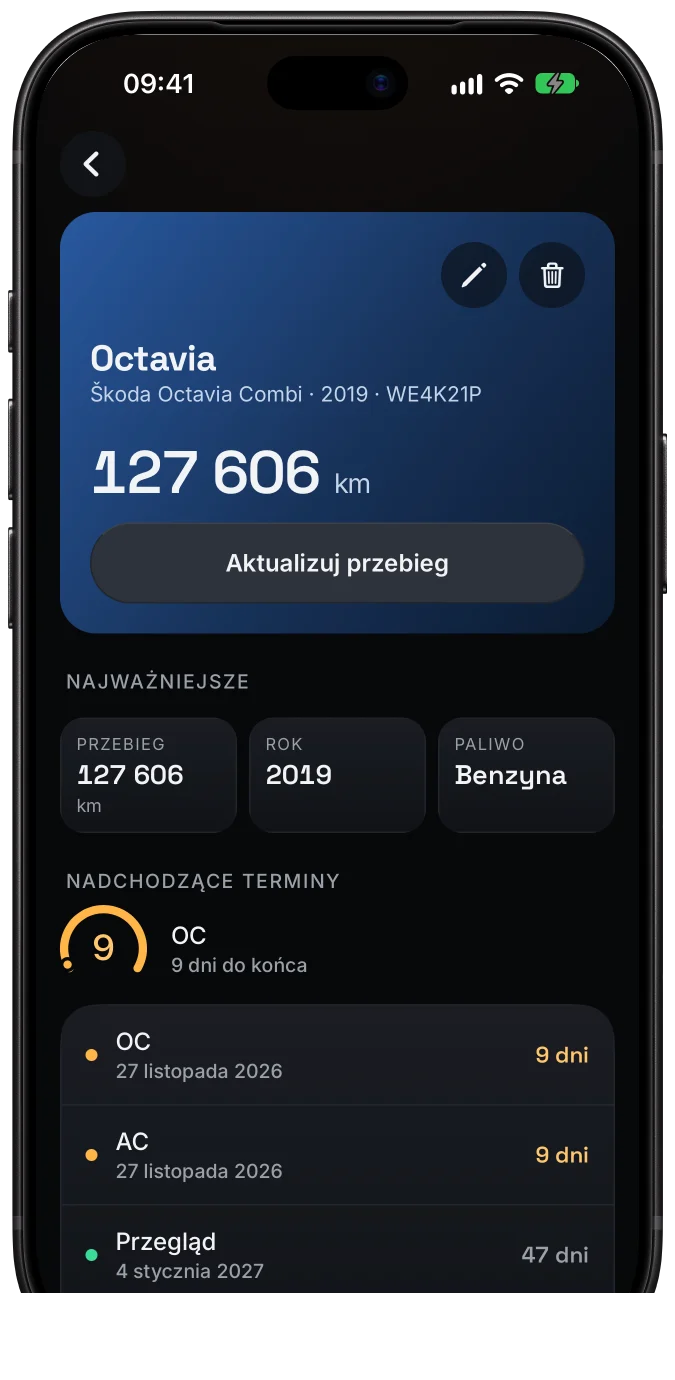 09:41
Octavia
Škoda Octavia Combi · 2019 · WE4K21P
127 606 km
Aktualizuj przebieg
NAJWAŻNIEJSZE
PRZEBIEG
127 606
km
ROK
2019
PALIWO
Benzyna
NADCHODZĄCE TERMINY
9
OC
9 dni do końca
OC
27 listopada 2026
9 dni
AC
27 listopada 2026
9 dni
Przegląd
4 stycznia 2027
47 dni